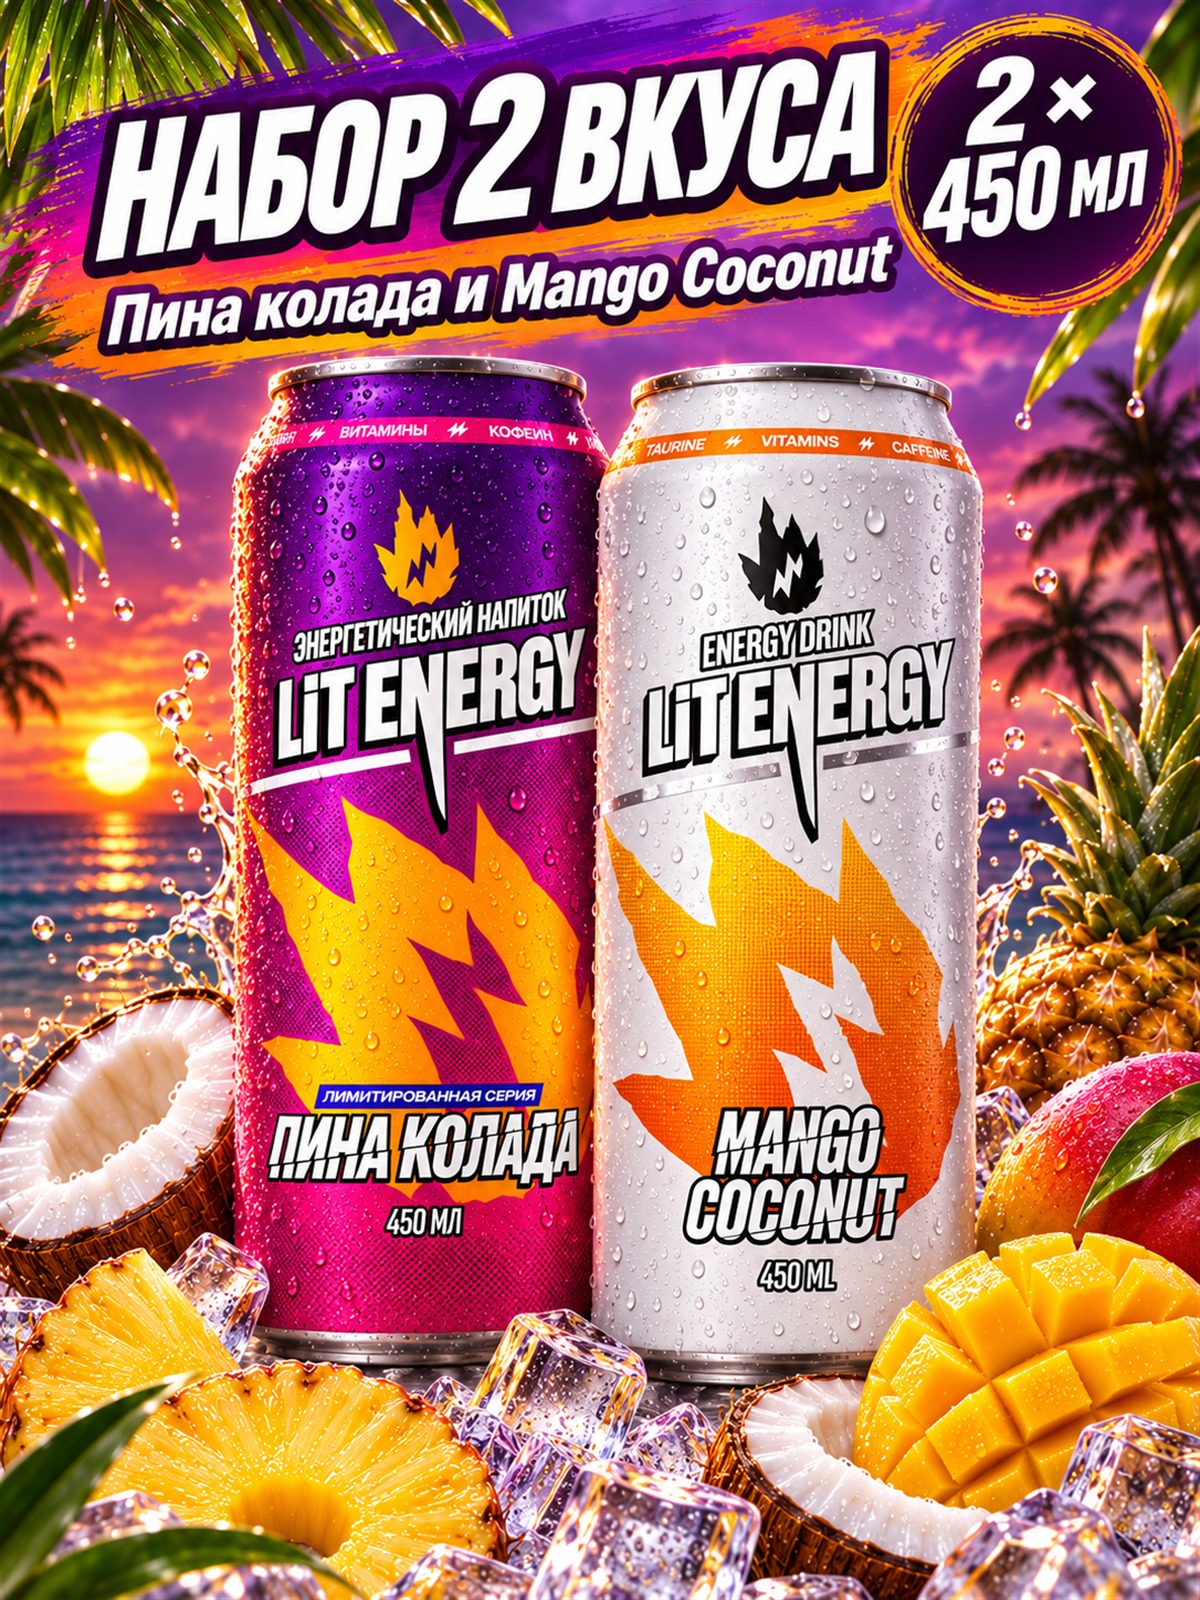 НАБОР 2 ВКУСА
2 ×
450 мл
Пина колада и Mango Coconut
ВИТАМИНЫ КОФЕИН
ЭНЕРГЕТИЧЕСКИЙ НАПИТОК
LiT ENERGY
ЛИМИТИРОВАННАЯ СЕРИЯ
ПИНА КОЛАДА
450 МЛ
TAURINE VITAMINS CAFFEINE
ENERGY DRINK
LiT ENERGY
MANGO
COCONUT
450 ML